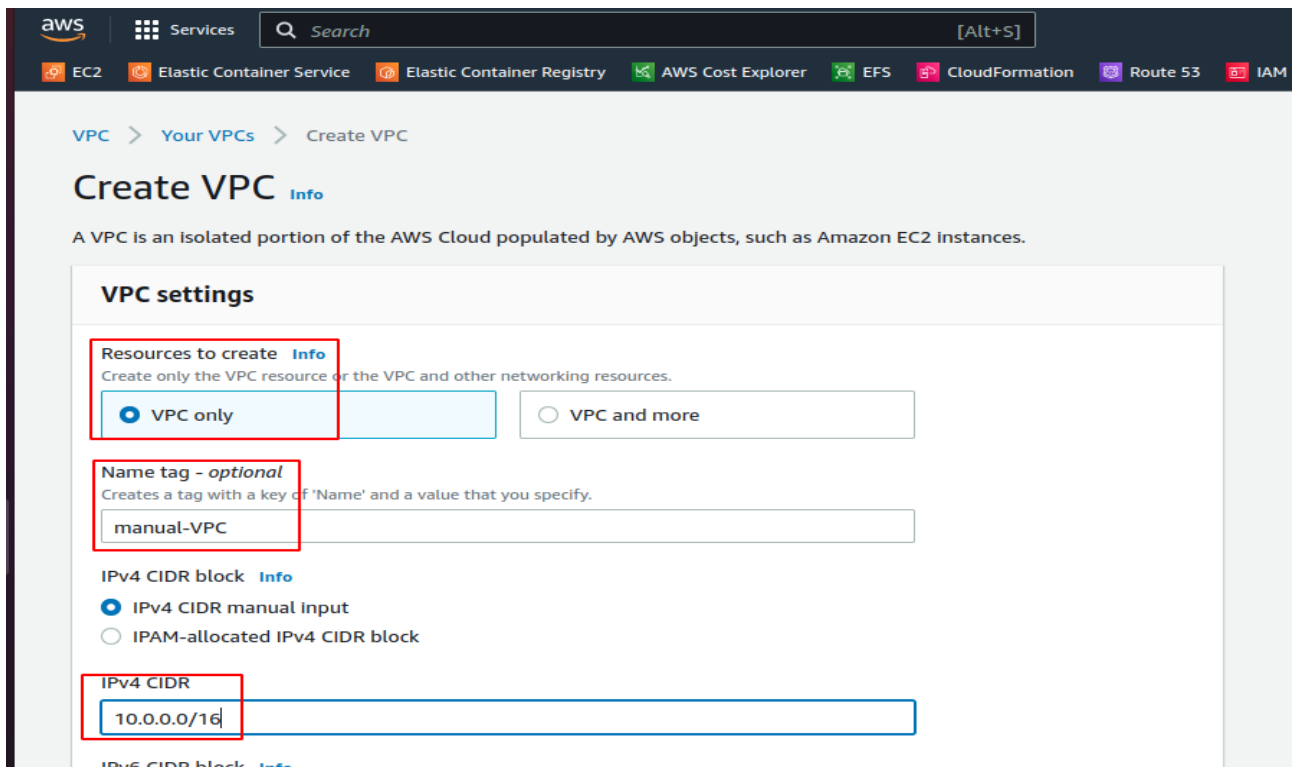 aws Services Search [Alt+S]
EC2 Elastic Container Service Elastic Container Registry AWS Cost Explorer EFS CloudFormation Route 53 IAM
VPC > Your VPCs > Create VPC
Create VPC Info
A VPC is an isolated portion of the AWS Cloud populated by AWS objects, such as Amazon EC2 instances.
VPC settings
Resources to create Info
Create only the VPC resource or the VPC and other networking resources.
VPC only VPC and more
Name tag - optional
Creates a tag with a key of 'Name' and a value that you specify.
manual-VPC
IPv4 CIDR block Info
IPv4 CIDR manual input
IPAM-allocated IPv4 CIDR block
IPv4 CIDR
10.0.0.0/16
IPv6 CIDR block Info